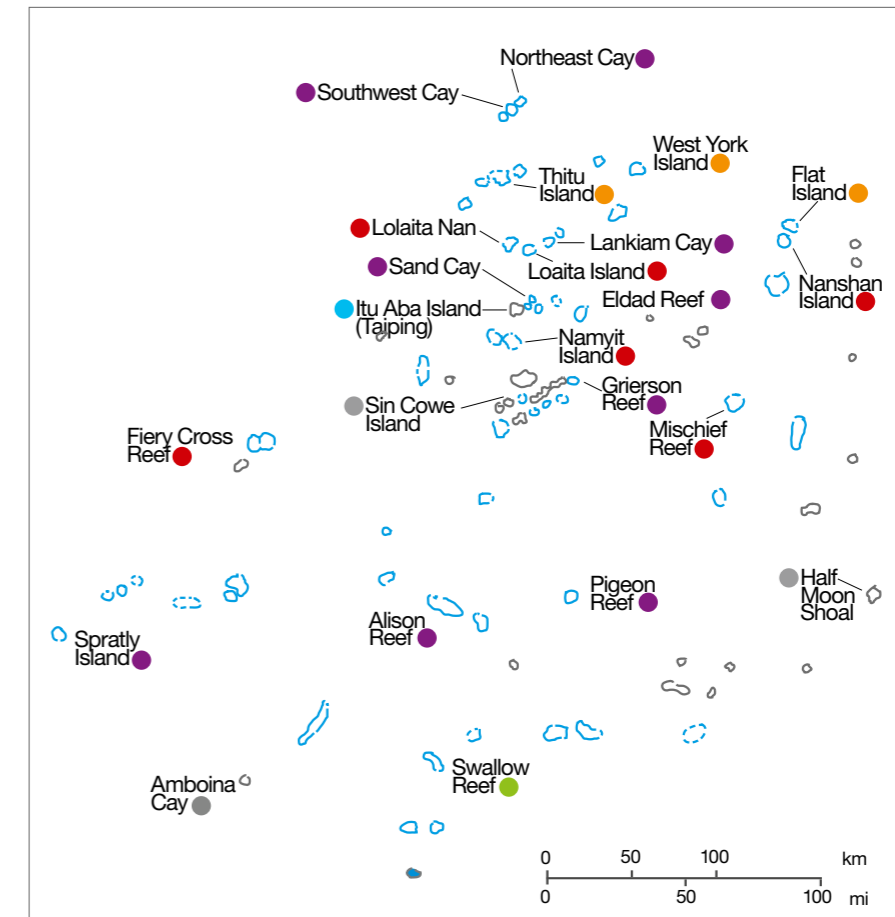 Northeast Cay
Southwest Cay
West York
Island
Thitu
Island
Flat
Island
Lolaita Nan
Lankiam Cay
Sand Cay
Loaita Island
Nanshan
Island
Eldad Reef
Itu Aba Island
(Taiping)
Namyit
Island
Grierson
Reef
Sin Cowe
Island
Mischief
Reef
Fiery Cross
Reef
Half
Moon
Shoal
Pigeon
Reef
Alison
Reef
Spratly
Island
Swallow
Reef
Amboina
Cay
0 50 100 km
0 50 100 mi